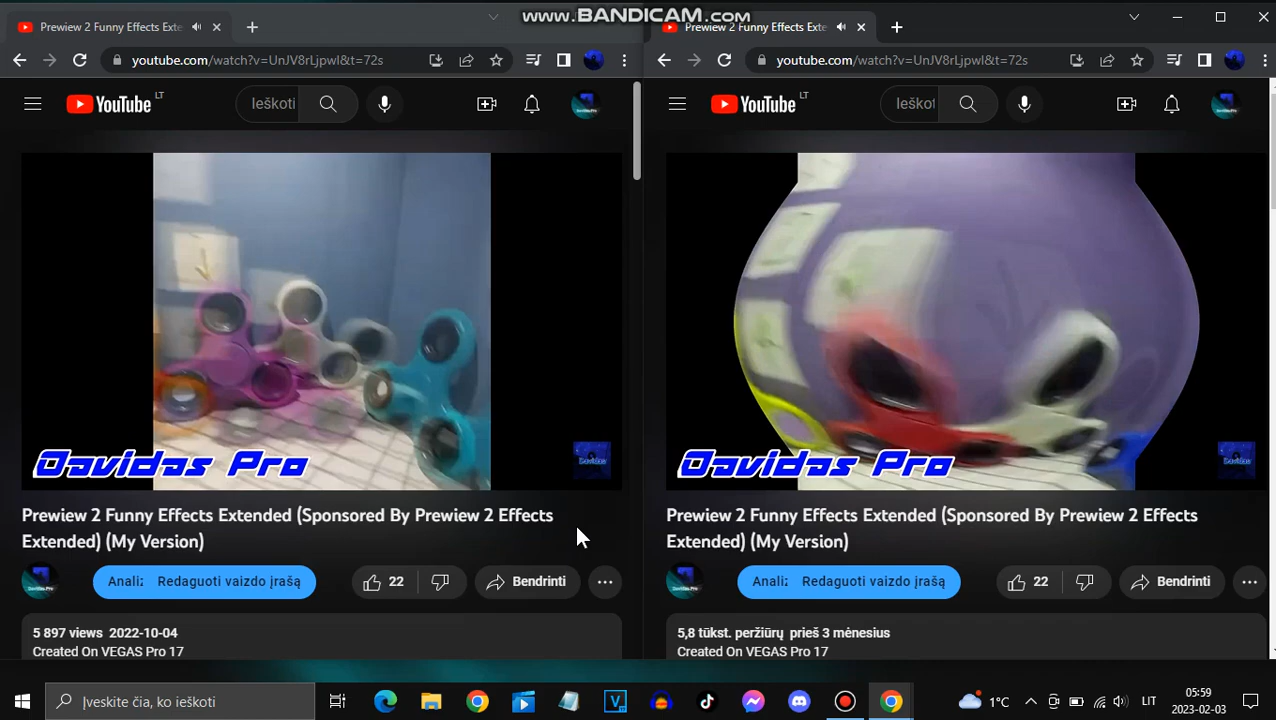 www.BANDICAM.com
Prewiew 2 Funny Effects Exte
Prewiew 2 Funny Effects Exte
youtube.com/watch?v=UnJV8rLjpwI&t=72s
youtube.com/watch?v=UnJV8rLjpwI&t=72s
YouTube LT
Ieškoti
YouTube LT
Ieškoti
Davidas Pro
Davidas
Davidas Pro
Davidas
Prewiew 2 Funny Effects Extended (Sponsored By Prewiew 2 Effects
Extended) (My Version)
Prewiew 2 Funny Effects Extended (Sponsored By Prewiew 2 Effects
Extended) (My Version)
Analiz Redaguoti vaizdo įrašą
22
Bendrinti
Analiz Redaguoti vaizdo įrašą
22
Bendrinti
5 897 views 2022-10-04
Created On VEGAS Pro 17
5,8 tūkst. peržiūrų prieš 3 mėnesius
Created On VEGAS Pro 17
Įveskite čia, ko ieškoti
1°C
LIT
05:59
2023-02-03